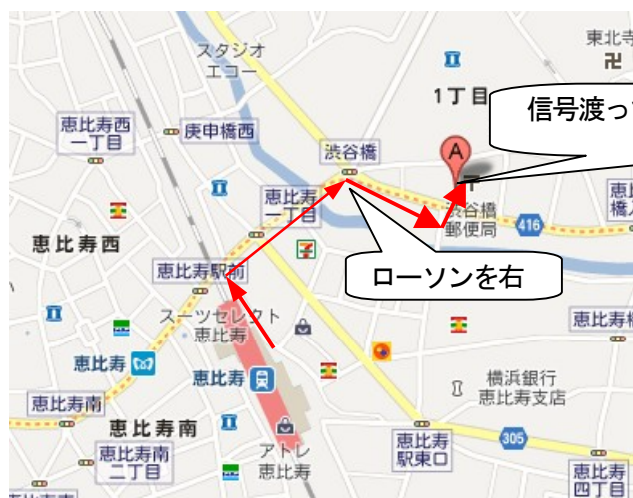 スタジオ
エコー
東北寺
1丁目
信号渡っ
恵比寿西
一丁目
庚申橋西
渋谷橋
A
恵比寿
一丁目
渋谷橋
郵便局
416
恵比寿西
恵比寿駅前
ローソンを右
スーツセレクト
恵比寿
恵比寿
恵比寿
横浜銀行
恵比寿支店
恵比寿南
恵比寿南
恵比寿南
二丁目
アトレ
恵比寿
恵比寿
駅東口
305
恵比寿
四丁目